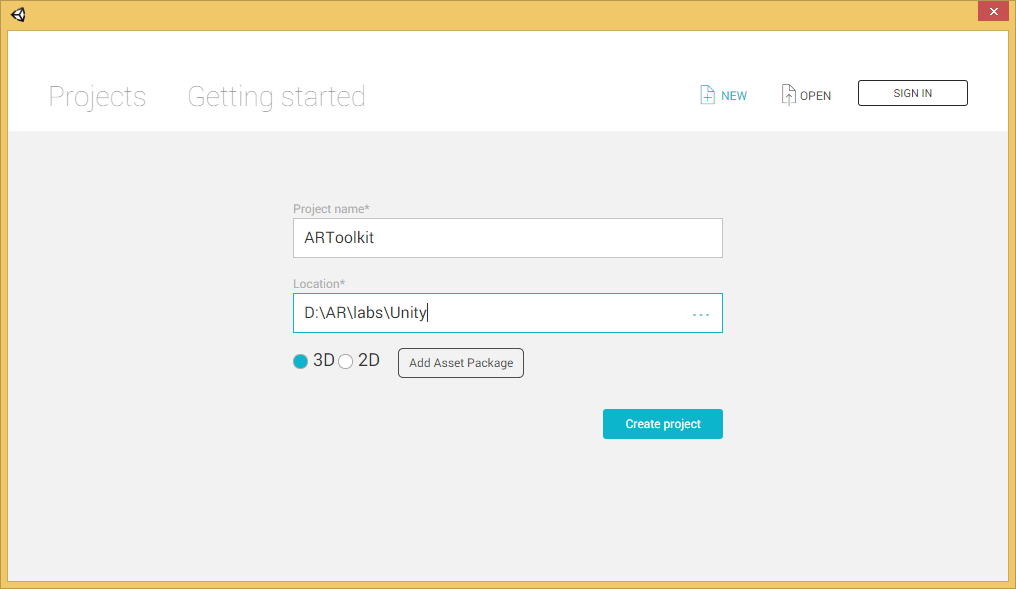 Projects Getting started NEW OPEN SIGN IN
Project name*
ARToolkit
Location*
D:\AR\labs\Unity ...
3D 2D Add Asset Package
Create project